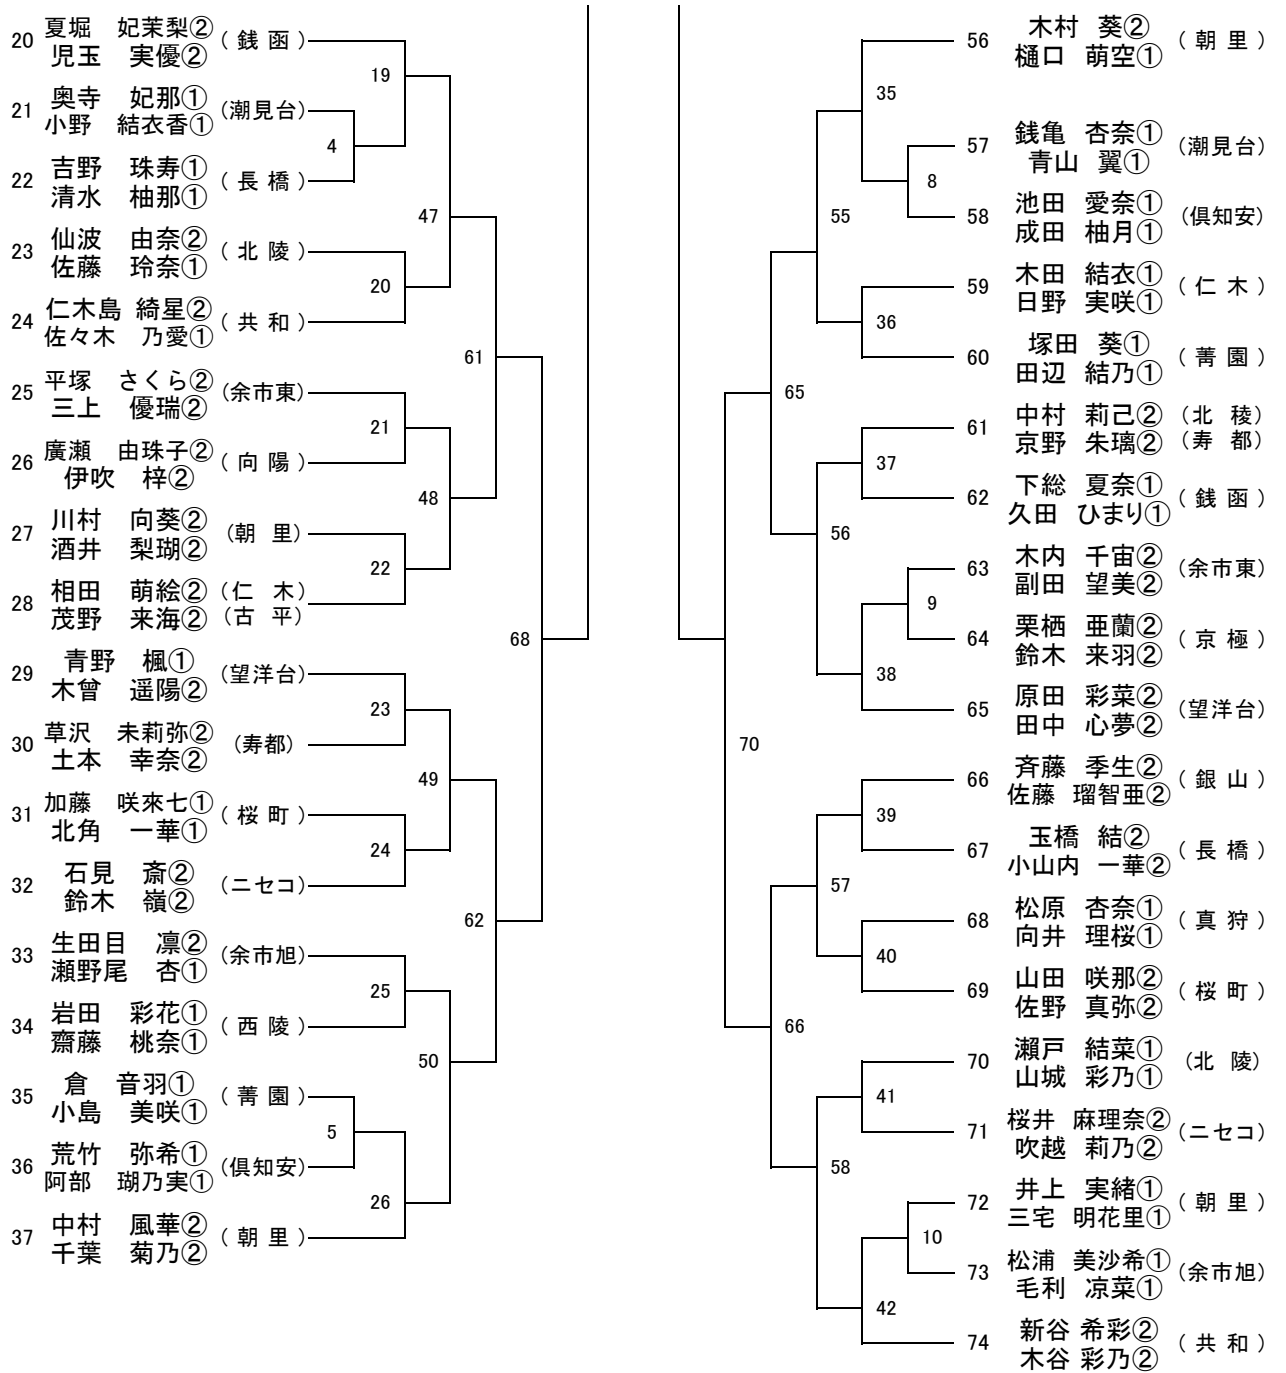 20 夏堀 妃茉梨② (銭函)
児玉 実優②
19
21 奥寺 妃那① (潮見台)
小野 結衣香①
4
22 吉野 珠寿① (長橋)
清水 柚那①
47
23 仙波 由奈② (北陵)
佐藤 玲奈①
20
24 仁木島 綺星② (共和)
佐々木 乃愛①
61
25 平塚 さくら② (余市東)
三上 優瑞②
21
26 廣瀬 由珠子② (向陽)
伊吹 梓②
48
27 川村 向葵② (朝里)
酒井 梨瑚②
22
28 相田 萌絵② (仁木)
茂野 来海② (古平)
68
29 青野 楓① (望洋台)
木曾 遥陽②
23
30 草沢 未莉弥② (寿都)
土本 幸奈②
49
31 加藤 咲來七① (桜町)
北角 一華①
24
32 石見 斎② (ニセコ)
鈴木 嶺②
62
33 生田目 凛② (余市旭)
瀬野尾 杏①
25
34 岩田 彩花① (西陵)
齋藤 桃奈①
50
35 倉 音羽① (菁園)
小島 美咲①
5
36 荒竹 弥希① (倶知安)
阿部 瑚乃実①
26
37 中村 風華② (朝里)
千葉 菊乃②
56 木村 葵② (朝里)
樋口 萌空①
35
57 銭亀 杏奈① (潮見台)
青山 翼①
8
58 池田 愛奈① (倶知安)
成田 柚月①
55
59 木田 結衣① (仁木)
日野 実咲①
36
60 塚田 葵① (菁園)
田辺 結乃①
65
61 中村 莉己② (北稜)
京野 朱璃② (寿都)
37
62 下総 夏奈① (銭函)
久田 ひまり①
56
63 木内 千宙② (余市東)
副田 望美②
9
64 栗栖 亜蘭② (京極)
鈴木 来羽②
38
65 原田 彩菜② (望洋台)
田中 心夢②
70
66 斉藤 季生② (銀山)
佐藤 瑠智亜②
39
67 玉橋 結② (長橋)
小山内 一華②
57
68 松原 杏奈① (真狩)
向井 理桜①
40
69 山田 咲那② (桜町)
佐野 真弥②
66
70 瀬戸 結菜① (北陵)
山城 彩乃①
41
71 桜井 麻理奈② (ニセコ)
吹越 莉乃②
58
72 井上 実緒① (朝里)
三宅 明花里①
10
73 松浦 美沙希① (余市旭)
毛利 凉菜①
42
74 新谷 希彩② (共和)
木谷 彩乃②